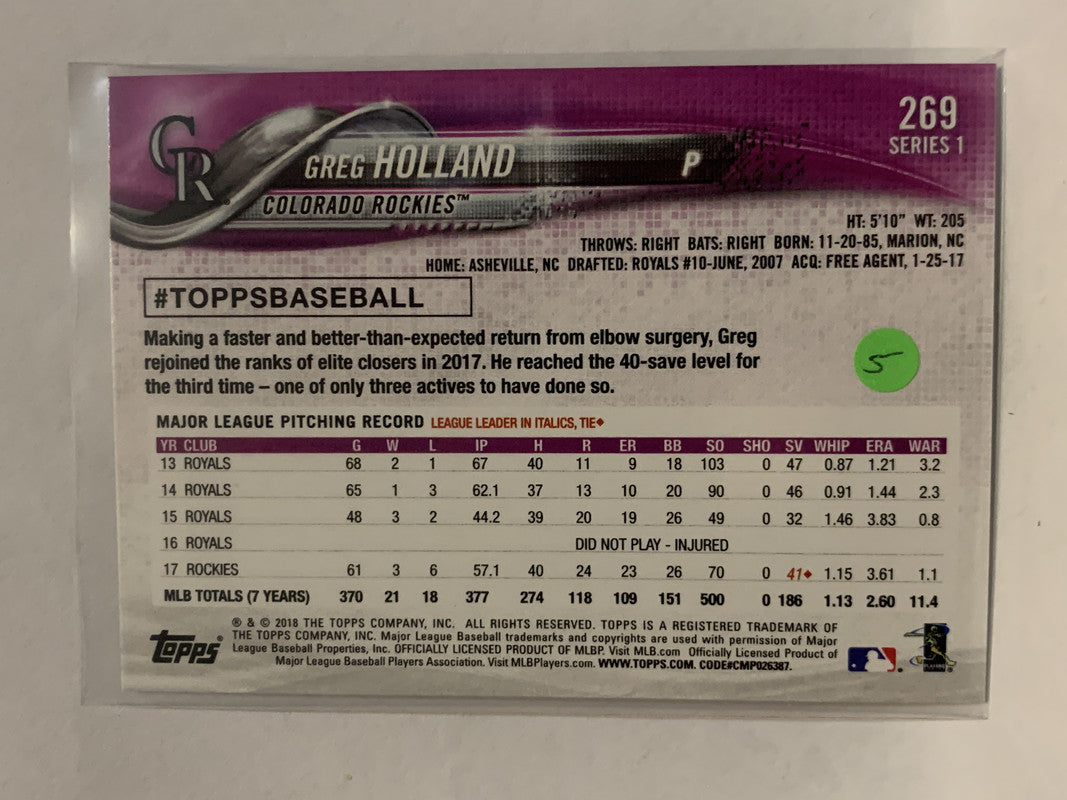 269
SERIES 1
CR
GREG HOLLAND P
COLORADO ROCKIES™
HT: 5'10" WT: 205
THROWS: RIGHT BATS: RIGHT BORN: 11-20-85, MARION, NC
HOME: ASHEVILLE, NC DRAFTED: ROYALS #10-JUNE, 2007 ACQ: FREE AGENT, 1-25-17
#TOPPSBASEBALL
Making a faster and better-than-expected return from elbow surgery, Greg
rejoined the ranks of elite closers in 2017. He reached the 40-save level for
the third time – one of only three actives to have done so.
5
MAJOR LEAGUE PITCHING RECORD LEAGUE LEADER IN ITALICS, TIE♦
YR CLUB G W L IP H R ER BB SO SHO SV WHIP ERA WAR
13 ROYALS 68 2 1 67 40 11 9 18 103 0 47 0.87 1.21 3.2
14 ROYALS 65 1 3 62.1 37 13 10 20 90 0 46 0.91 1.44 2.3
15 ROYALS 48 3 2 44.2 39 20 19 26 49 0 32 1.46 3.83 0.8
16 ROYALS DID NOT PLAY - INJURED
17 ROCKIES 61 3 6 57.1 40 24 23 26 70 0 41♦ 1.15 3.61 1.1
MLB TOTALS (7 YEARS) 370 21 18 377 274 118 109 151 500 0 186 1.13 2.60 11.4
Topps®
® & © 2018 THE TOPPS COMPANY, INC. ALL RIGHTS RESERVED. TOPPS IS A REGISTERED TRADEMARK OF
THE TOPPS COMPANY, INC. Major League Baseball trademarks and copyrights are used with permission of Major
League Baseball Properties, Inc. OFFICIALLY LICENSED PRODUCT OF MLBP. Visit MLB.com Officially Licensed Product of
Major League Baseball Players Association. Visit MLBPlayers.com. WWW.TOPPS.COM. CODE#CMP026387.